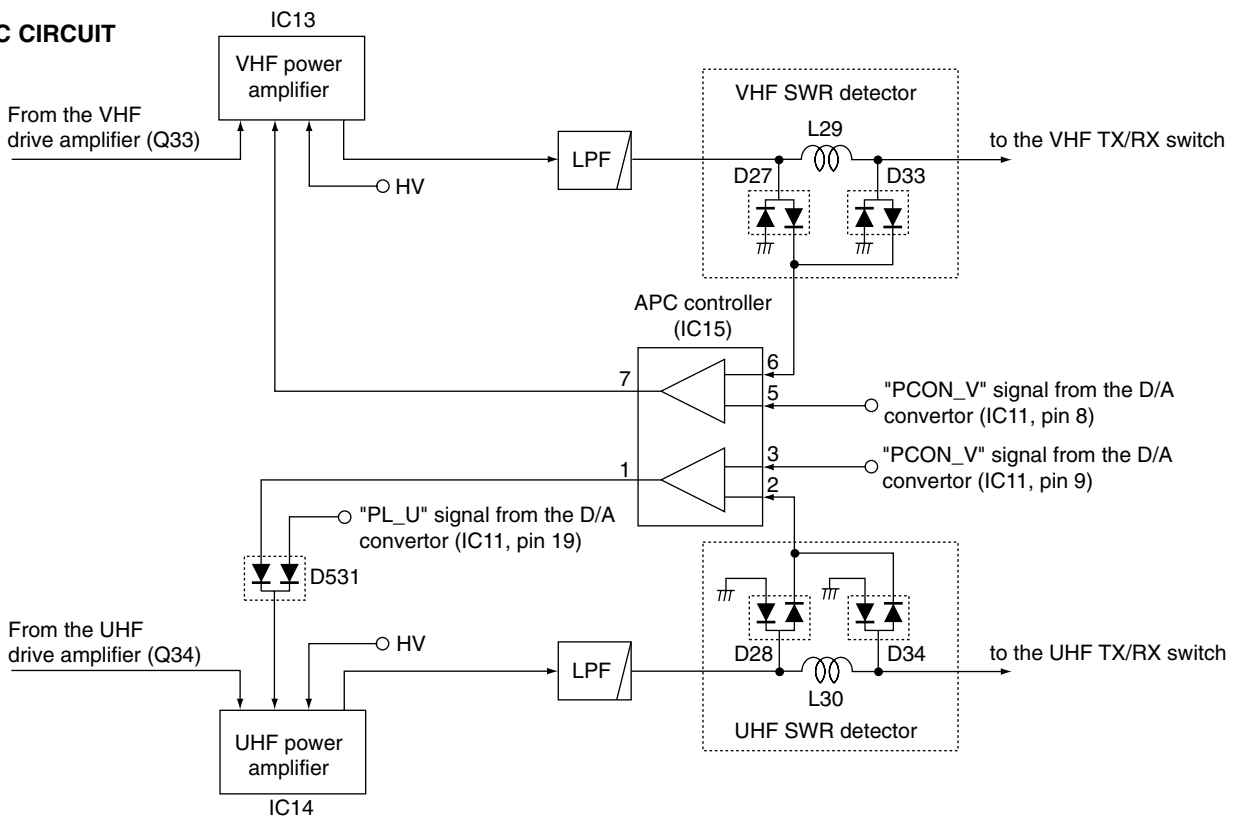 C CIRCUIT
IC13
VHF power
amplifier
From the VHF
drive amplifier (Q33)
HV
LPF
VHF SWR detector
L29
D27
D33
to the VHF TX/RX switch
APC controller
(IC15)
7
6
5
"PCON_V" signal from the D/A
convertor (IC11, pin 8)
1
3
2
"PCON_V" signal from the D/A
convertor (IC11, pin 9)
"PL_U" signal from the D/A
convertor (IC11, pin 19)
D531
From the UHF
drive amplifier (Q34)
HV
LPF
D28
D34
L30
UHF SWR detector
to the UHF TX/RX switch
UHF power
amplifier
IC14